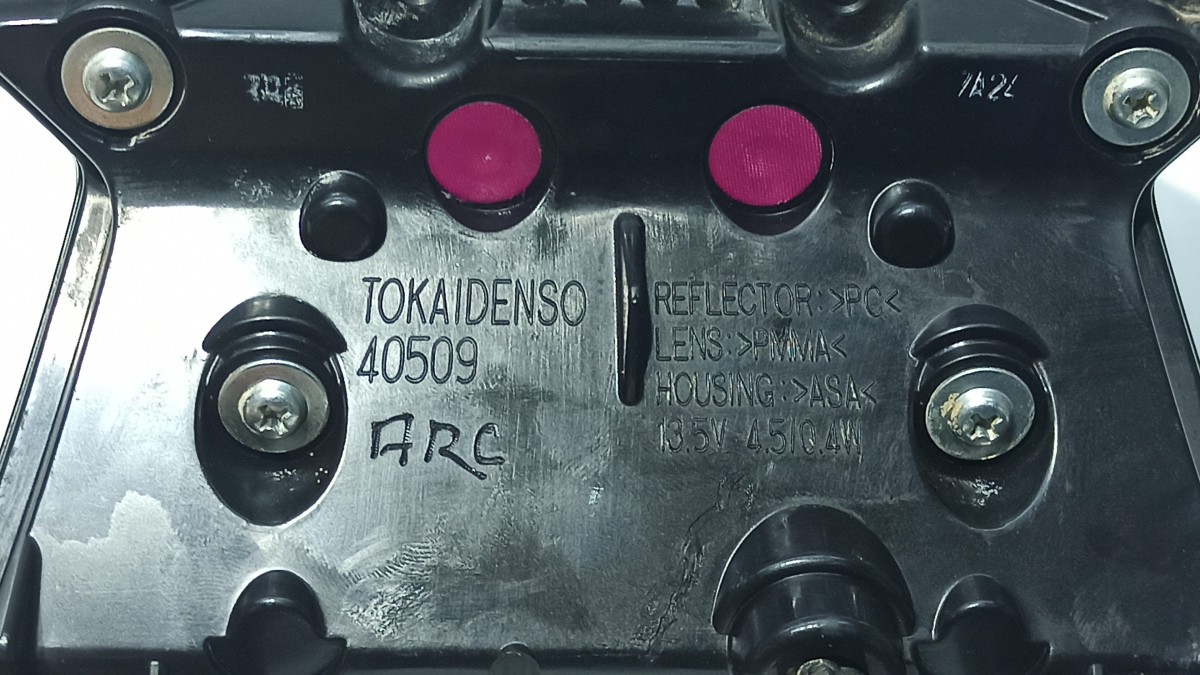 TOKAIDENSO
40509
ARC
REFLECTOR:>PC<
LENS:>PMMA<
HOUSING:>ASA<
13.5V 4.5/0.4W